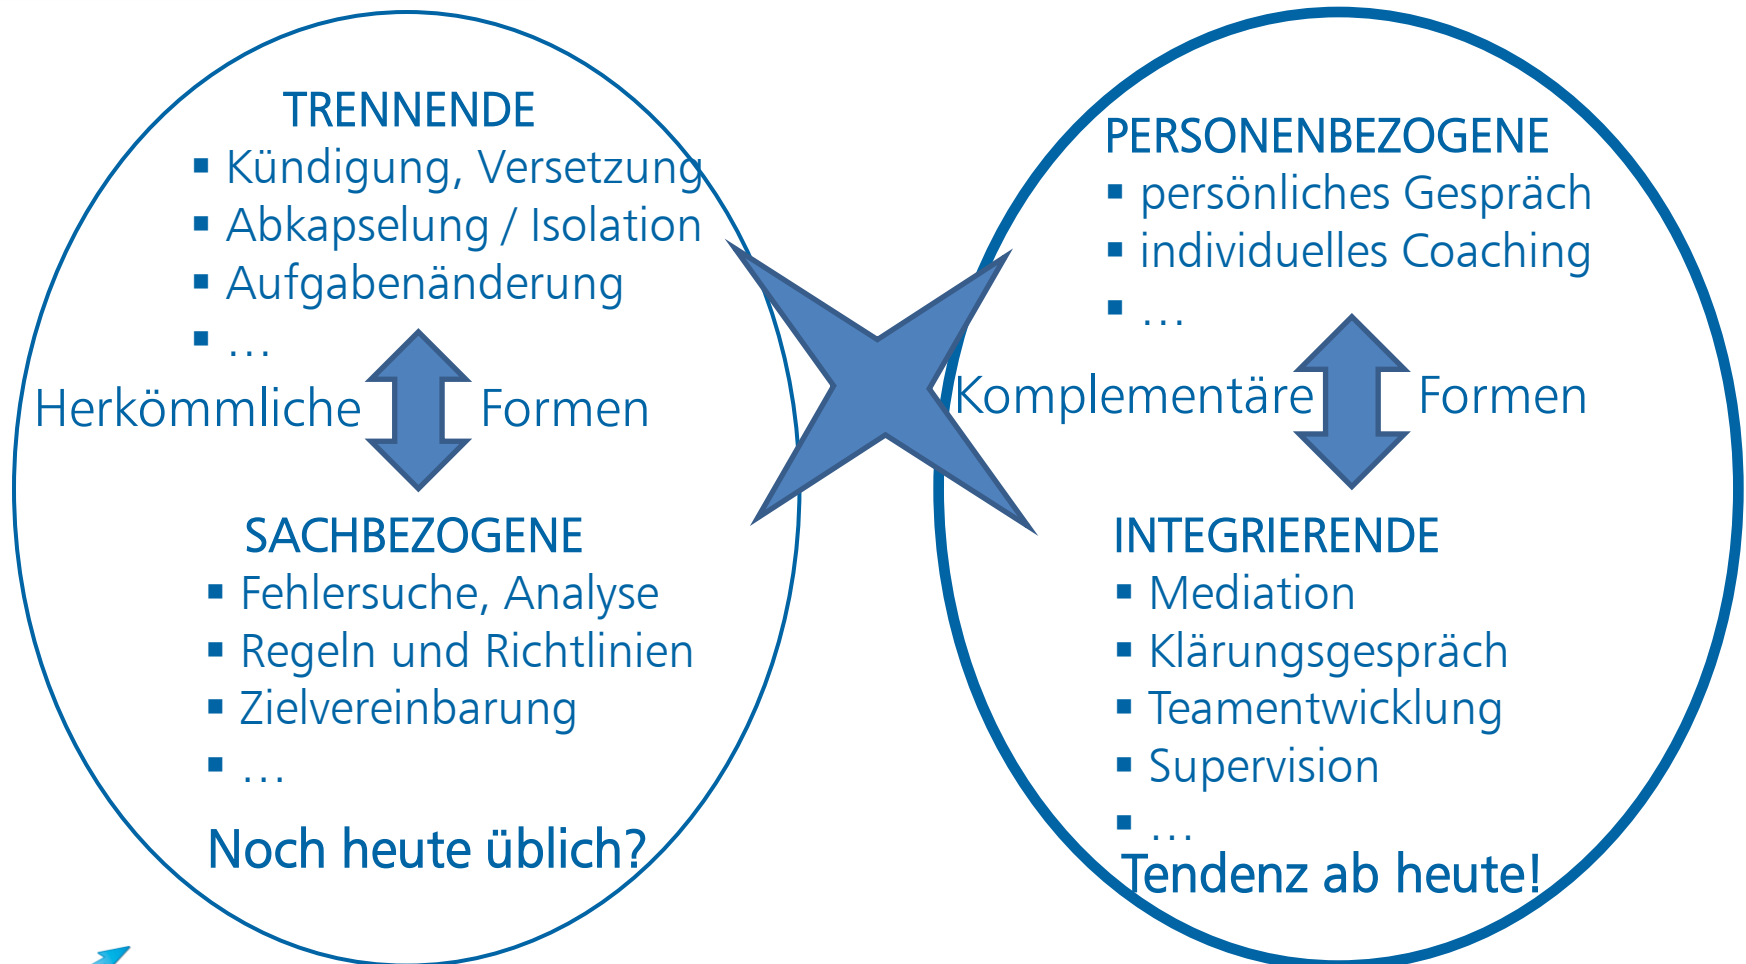 TRENNENDE
▪ Kündigung, Versetzung
▪ Abkapselung / Isolation
▪ Aufgabenänderung
▪ …
Herkömmliche Formen
SACHBEZOGENE
▪ Fehlersuche, Analyse
▪ Regeln und Richtlinien
▪ Zielvereinbarung
▪ …
Noch heute üblich?
PERSONENBEZOGENE
▪ persönliches Gespräch
▪ individuelles Coaching
▪ …
Komplementäre Formen
INTEGRIERENDE
▪ Mediation
▪ Klärungsgespräch
▪ Teamentwicklung
▪ Supervision
▪ …
Tendenz ab heute!